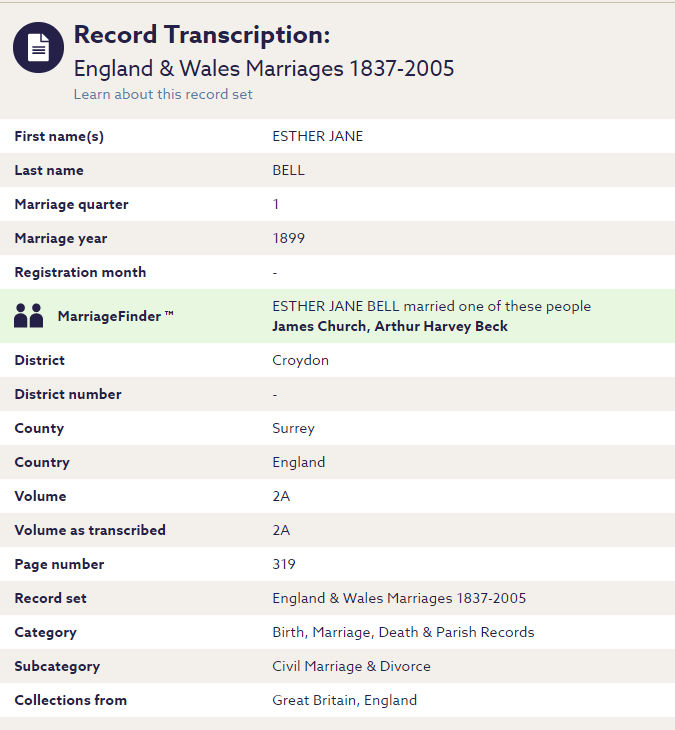 Record Transcription:
England & Wales Marriages 1837-2005
Learn about this record set
First name(s) ESTHER JANE
Last name BELL
Marriage quarter 1
Marriage year 1899
Registration month -
MarriageFinder ™ ESTHER JANE BELL married one of these people
James Church, Arthur Harvey Beck
District Croydon
District number -
County Surrey
Country England
Volume 2A
Volume as transcribed 2A
Page number 319
Record set England & Wales Marriages 1837-2005
Category Birth, Marriage, Death & Parish Records
Subcategory Civil Marriage & Divorce
Collections from Great Britain, England